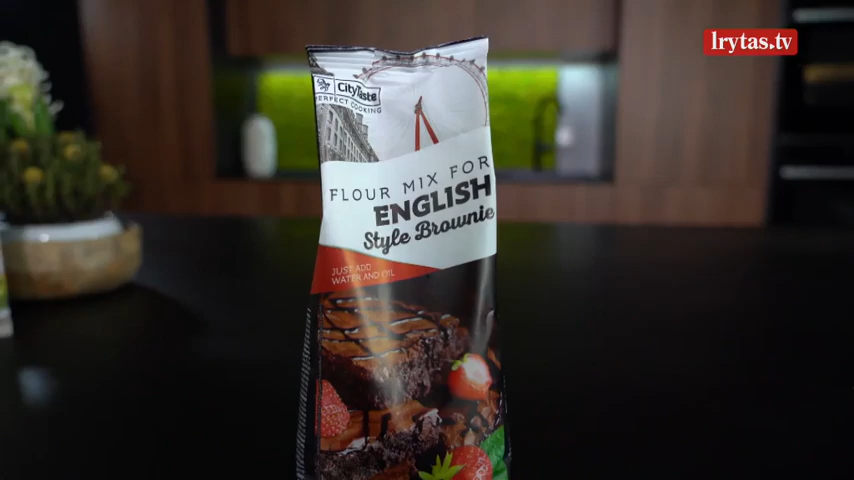 lrytas.tv
CityTaste
PERFECT COOKING
FLOUR MIX FOR
ENGLISH
Style Brownie
JUST ADD
WATER AND OIL